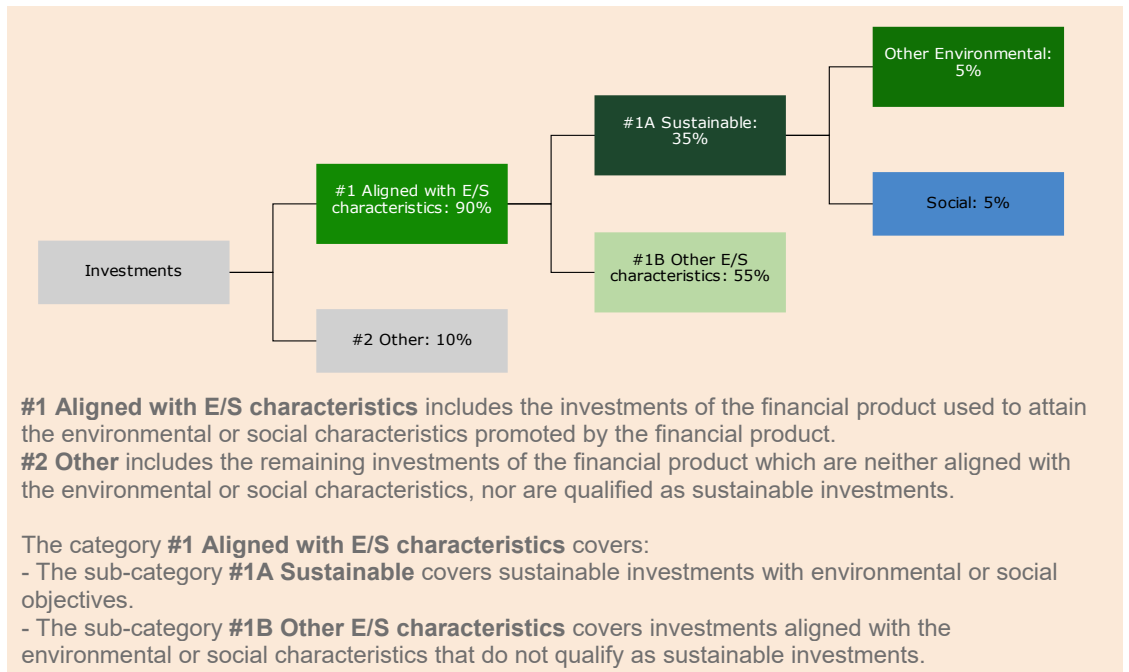 Other Environmental:
5%
#1A Sustainable:
35%
#1 Aligned with E/S
characteristics: 90%
Social: 5%
Investments
#1B Other E/S
characteristics: 55%
#2 Other: 10%
#1 Aligned with E/S characteristics includes the investments of the financial product used to attain
the environmental or social characteristics promoted by the financial product.
#2 Other includes the remaining investments of the financial product which are neither aligned with
the environmental or social characteristics, nor are qualified as sustainable investments.
The category #1 Aligned with E/S characteristics covers:
- The sub-category #1A Sustainable covers sustainable investments with environmental or social
objectives.
- The sub-category #1B Other E/S characteristics covers investments aligned with the
environmental or social characteristics that do not qualify as sustainable investments.